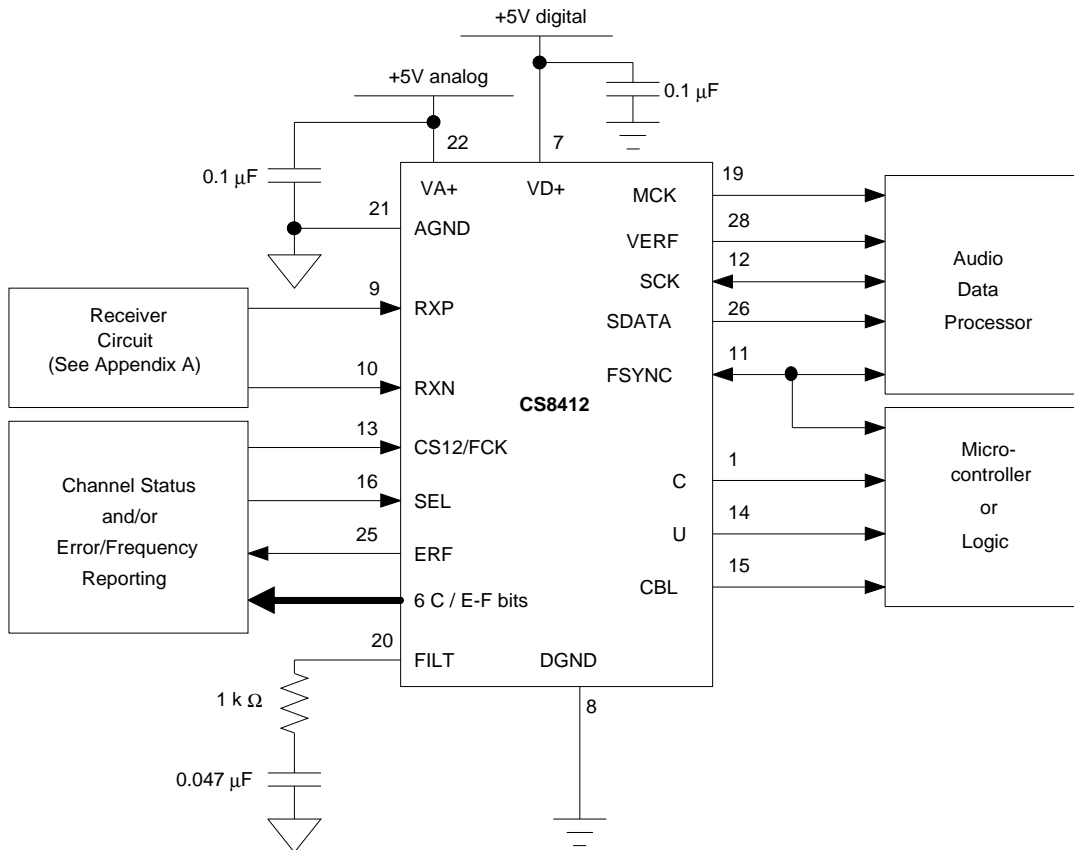 +5V digital
+5V analog
0.1 µF
22
7
0.1 µF
VA+
VD+
21
AGND
9
RXP
Receiver
Circuit
(See Appendix A)
10
RXN
CS8412
13
CS12/FCK
Channel Status
and/or
Error/Frequency
Reporting
16
SEL
25
ERF
6 C / E-F bits
20
FILT
DGND
1 k Ω
0.047 µF
8
MCK
19
VERF
28
SCK
12
SDATA
26
FSYNC
11
Audio
Data
Processor
C
1
U
14
CBL
15
Micro-
controller
or
Logic